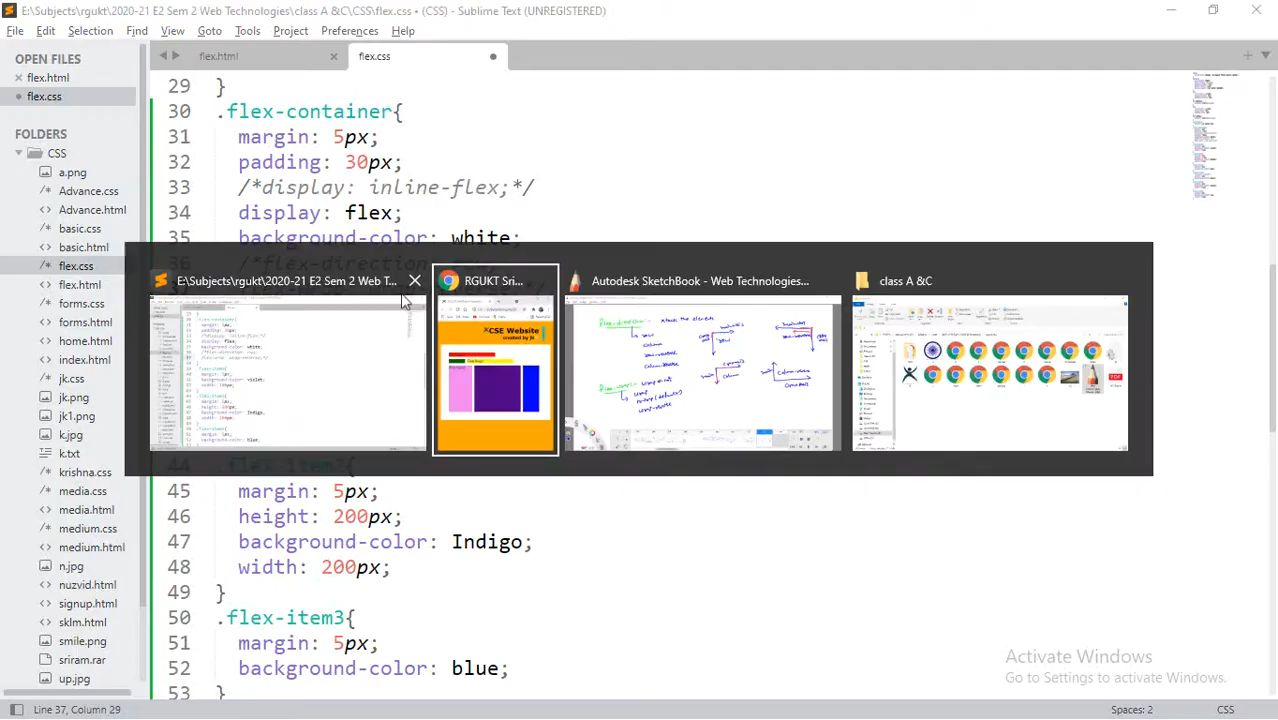 E:\Subjects\rgukt\2020-21 E2 Sem 2 Web Technologies\class A &C\CSS\flex.css • (CSS) - Sublime Text (UNREGISTERED)
File Edit Selection Find View Goto Tools Project Preferences Help
OPEN FILES
flex.html
flex.css
FOLDERS
CSS
a.png
Advance.css
Advance.html
basic.css
basic.html
flex.css
flex.html
forms.css
forms.html
home.html
index.html
jk.css
jk.png
jk1.png
k.jpg
k.txt
krishna.css
media.css
media.html
medium.css
medium.html
n.jpg
nuzvid.html
signup.html
sklm.html
smile.png
sriram.rar
up.jpg
flex.html
flex.css
29 }
30 .flex-container{
31 margin: 5px;
32 padding: 30px;
33 /*display: inline-flex;*/
34 display: flex;
35 background-color: white;
E:\Subjects\rgukt\2020-21 E2 Sem 2 Web T...
RGUKT Sri...
CSE Website
created by jk
Autodesk SketchBook - Web Technologies...
class A &C
45 margin: 5px;
46 height: 200px;
47 background-color: Indigo;
48 width: 200px;
49 }
50 .flex-item3{
51 margin: 5px;
52 background-color: blue;
53 }
Activate Windows
Go to Settings to activate Windows.
Line 37, Column 29
Spaces: 2
CSS